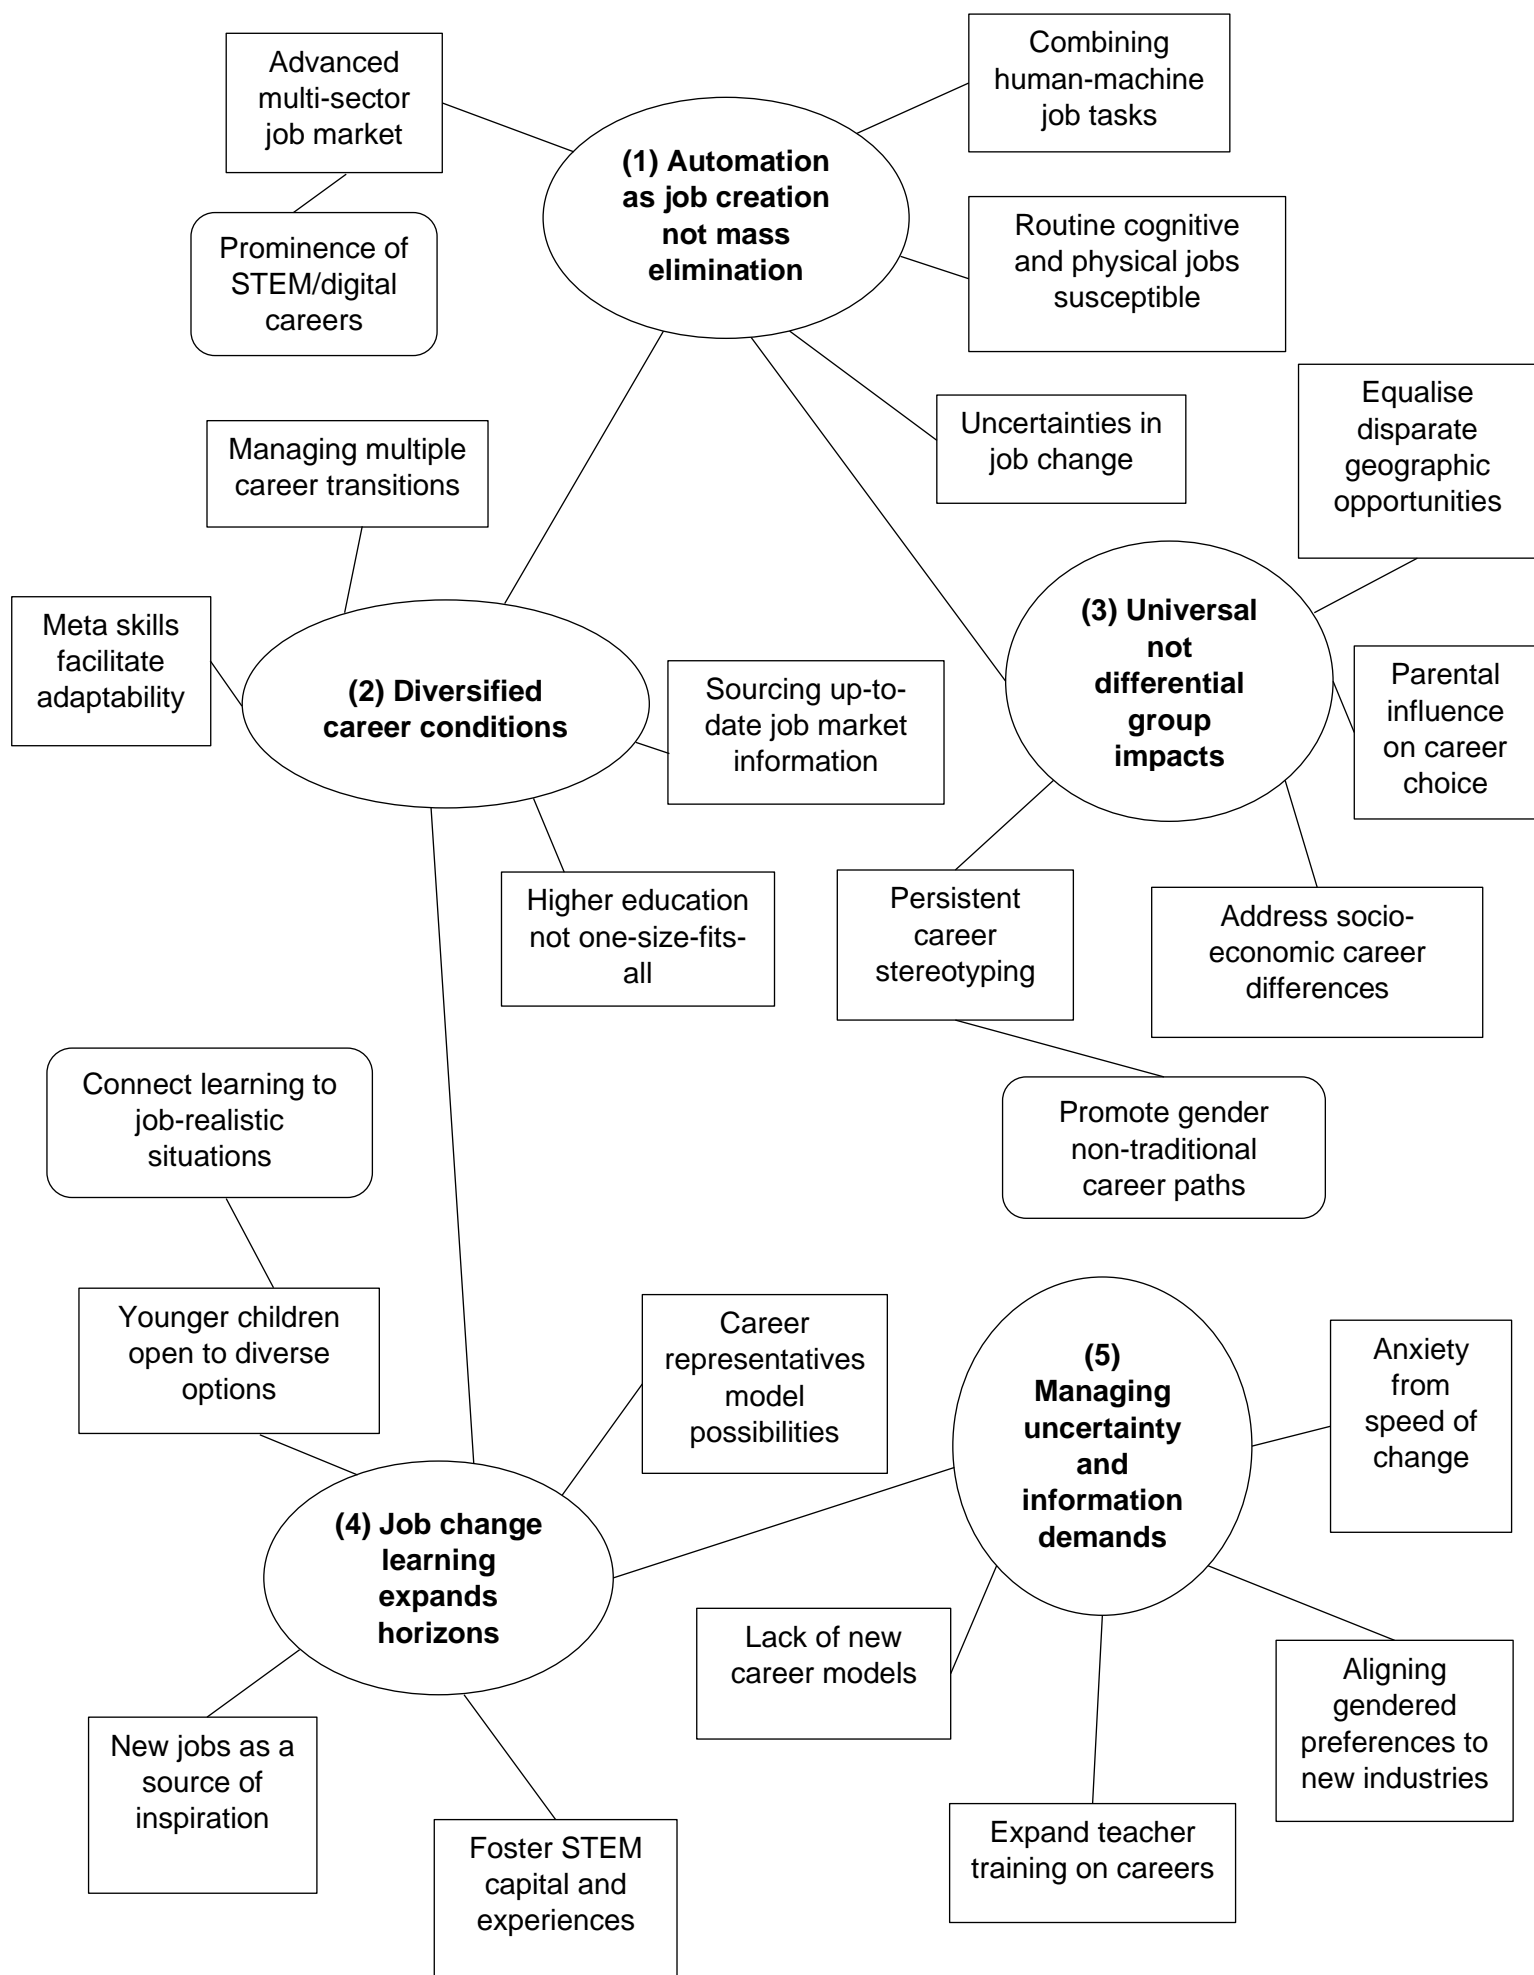 Advanced
multi-sector
job market
Combining
human-machine
job tasks
(1) Automation
as job creation
not mass
elimination
Prominence of
STEM/digital
careers
Routine cognitive
and physical jobs
susceptible
Uncertainties in
job change
Equalise
disparate
geographic
opportunities
Managing multiple
career transitions
Meta skills
facilitate
adaptability
(2) Diversified
career conditions
Sourcing up-to-
date job market
information
(3) Universal
not
differential
group
impacts
Parental
influence
on career
choice
Higher education
not one-size-fits-
all
Persistent
career
stereotyping
Address socio-
economic career
differences
Connect learning to
job-realistic
situations
Promote gender
non-traditional
career paths
Younger children
open to diverse
options
Career
representatives
model
possibilities
(5)
Managing
uncertainty
and
information
demands
Anxiety
from
speed of
change
(4) Job change
learning
expands
horizons
Lack of new
career models
Aligning
gendered
preferences to
new industries
New jobs as a
source of
inspiration
Foster STEM
capital and
experiences
Expand teacher
training on careers